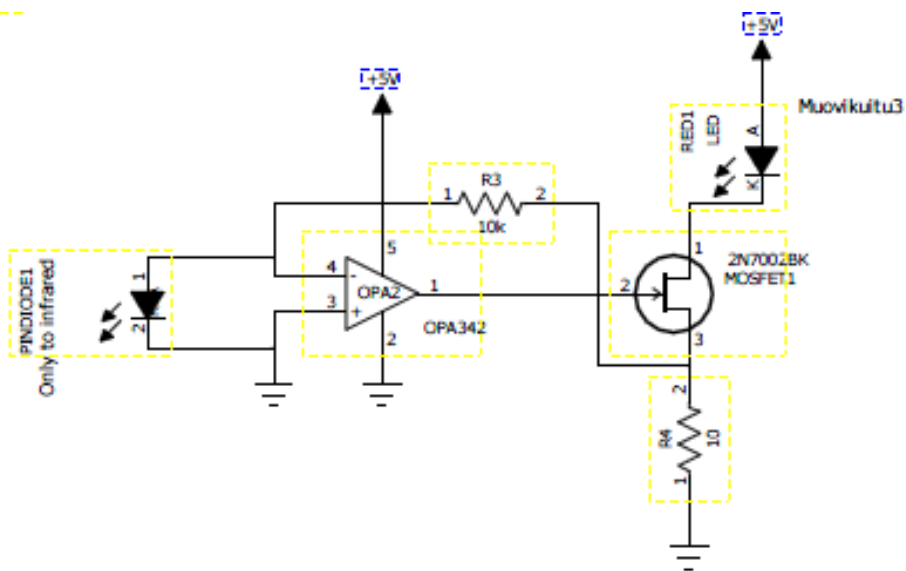 +5V
+5V
Muovikuitu3
RED1
LED
A
K
R3
1
2
10k
5
4
-
OPA2
3
+
1
2
OPA342
PINDIODE1
Only to infrared
1
2
1
2
3
2N7002BK
MOSFET1
2
R4
10
1